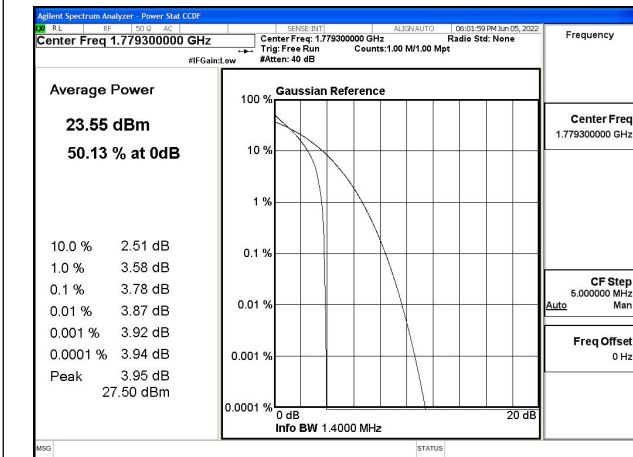 Agilent Spectrum Analyzer - Power Stat CCDF
RL RF 50 Ω AC SENSE:INT ALIGN AUTO 06:01:59 PM Jun 05, 2022
Center Freq 1.779300000 GHz
Center Freq: 1.779300000 GHz Radio Std: None
Trig: Free Run Counts:1.00 M/1.00 Mpt
#IFGain:Low #Atten: 40 dB
Frequency
Average Power
23.55 dBm
50.13 % at 0dB
10.0 % 2.51 dB
1.0 % 3.58 dB
0.1 % 3.78 dB
0.01 % 3.87 dB
0.001 % 3.92 dB
0.0001 % 3.94 dB
Peak 3.95 dB
27.50 dBm
Gaussian Reference
100 %
10 %
1 %
0.1 %
0.01 %
0.001 %
0.0001 %
0 dB 20 dB
Info BW 1.4000 MHz
Center Freq
1.779300000 GHz
CF Step
5.000000 MHz
Auto Man
Freq Offset
0 Hz
MSG STATUS